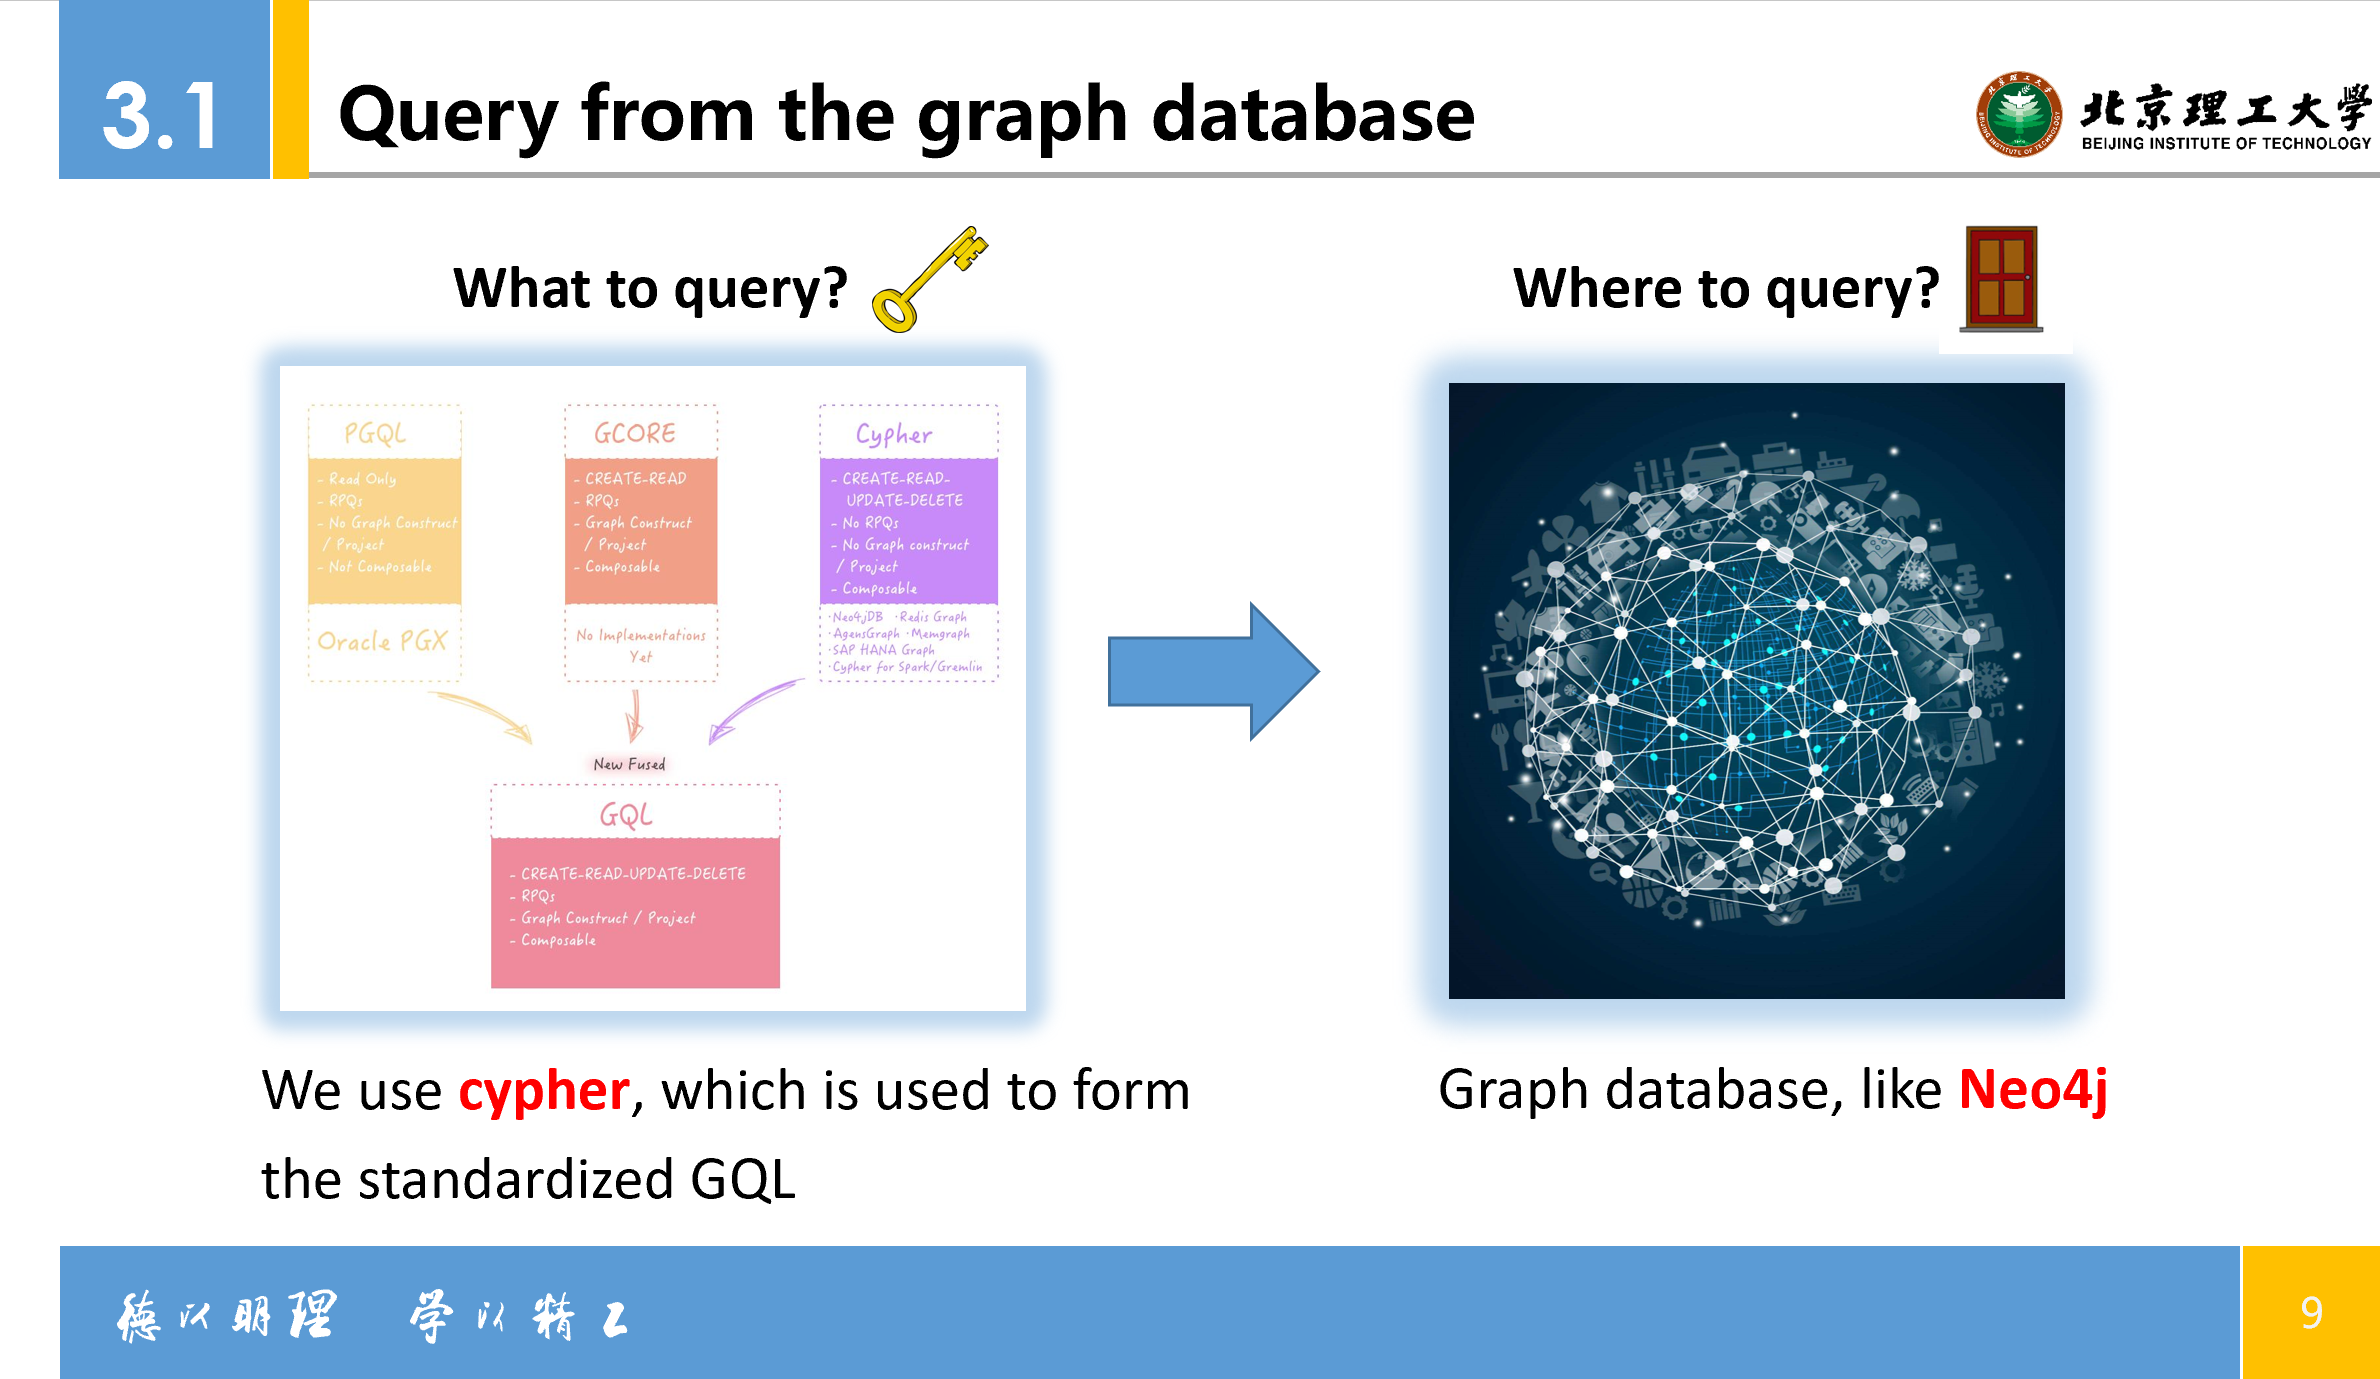 3.1
Query from the graph database
北京理工大学
BEIJING INSTITUTE OF TECHNOLOGY
What to query?
PGQL
- Read Only
- RPQs
- No Graph Construct
/ Project
- Not Composable
Oracle PGX
GCORE
- CREATE-READ
- RPQs
- Graph Construct
/ Project
- Composable
No Implementations
Yet
Cypher
- CREATE-READ-
UPDATE-DELETE
- No RPQs
- No Graph construct
/ Project
- Composable
·Neo4jDB ·Redis Graph
·AgensGraph ·Memgraph
·SAP HANA Graph
·Cypher for Spark/Gremlin
New Fused
GQL
- CREATE-READ-UPDATE-DELETE
- RPQs
- Graph Construct / Project
- Composable
We use cypher, which is used to form
the standardized GQL
Where to query?
Graph database, like Neo4j
德以明理 学以精工
9